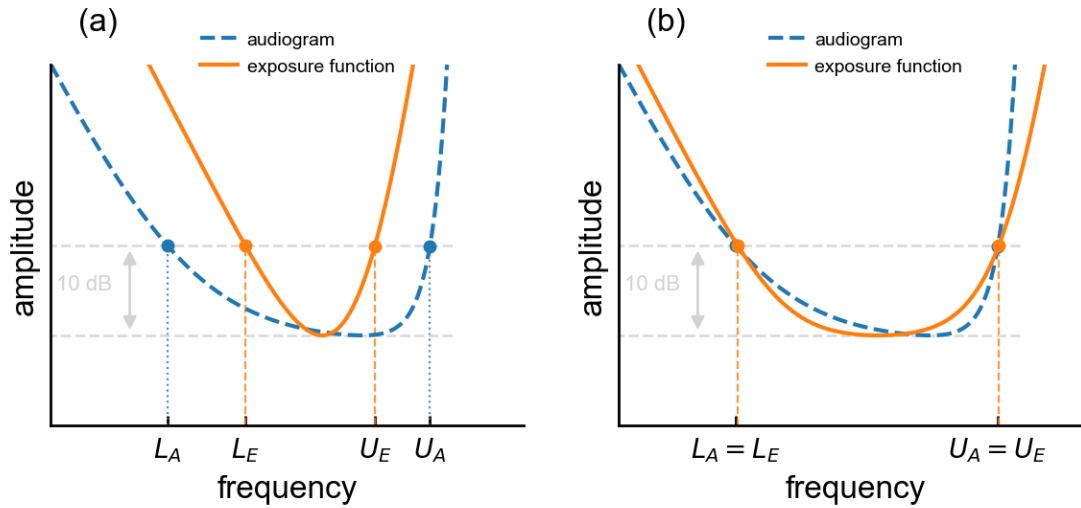 (a)
audiogram
exposure function
amplitude
10 dB
L_A
L_E
U_E
U_A
frequency
(b)
audiogram
exposure function
amplitude
10 dB
L_A = L_E
U_A = U_E
frequency